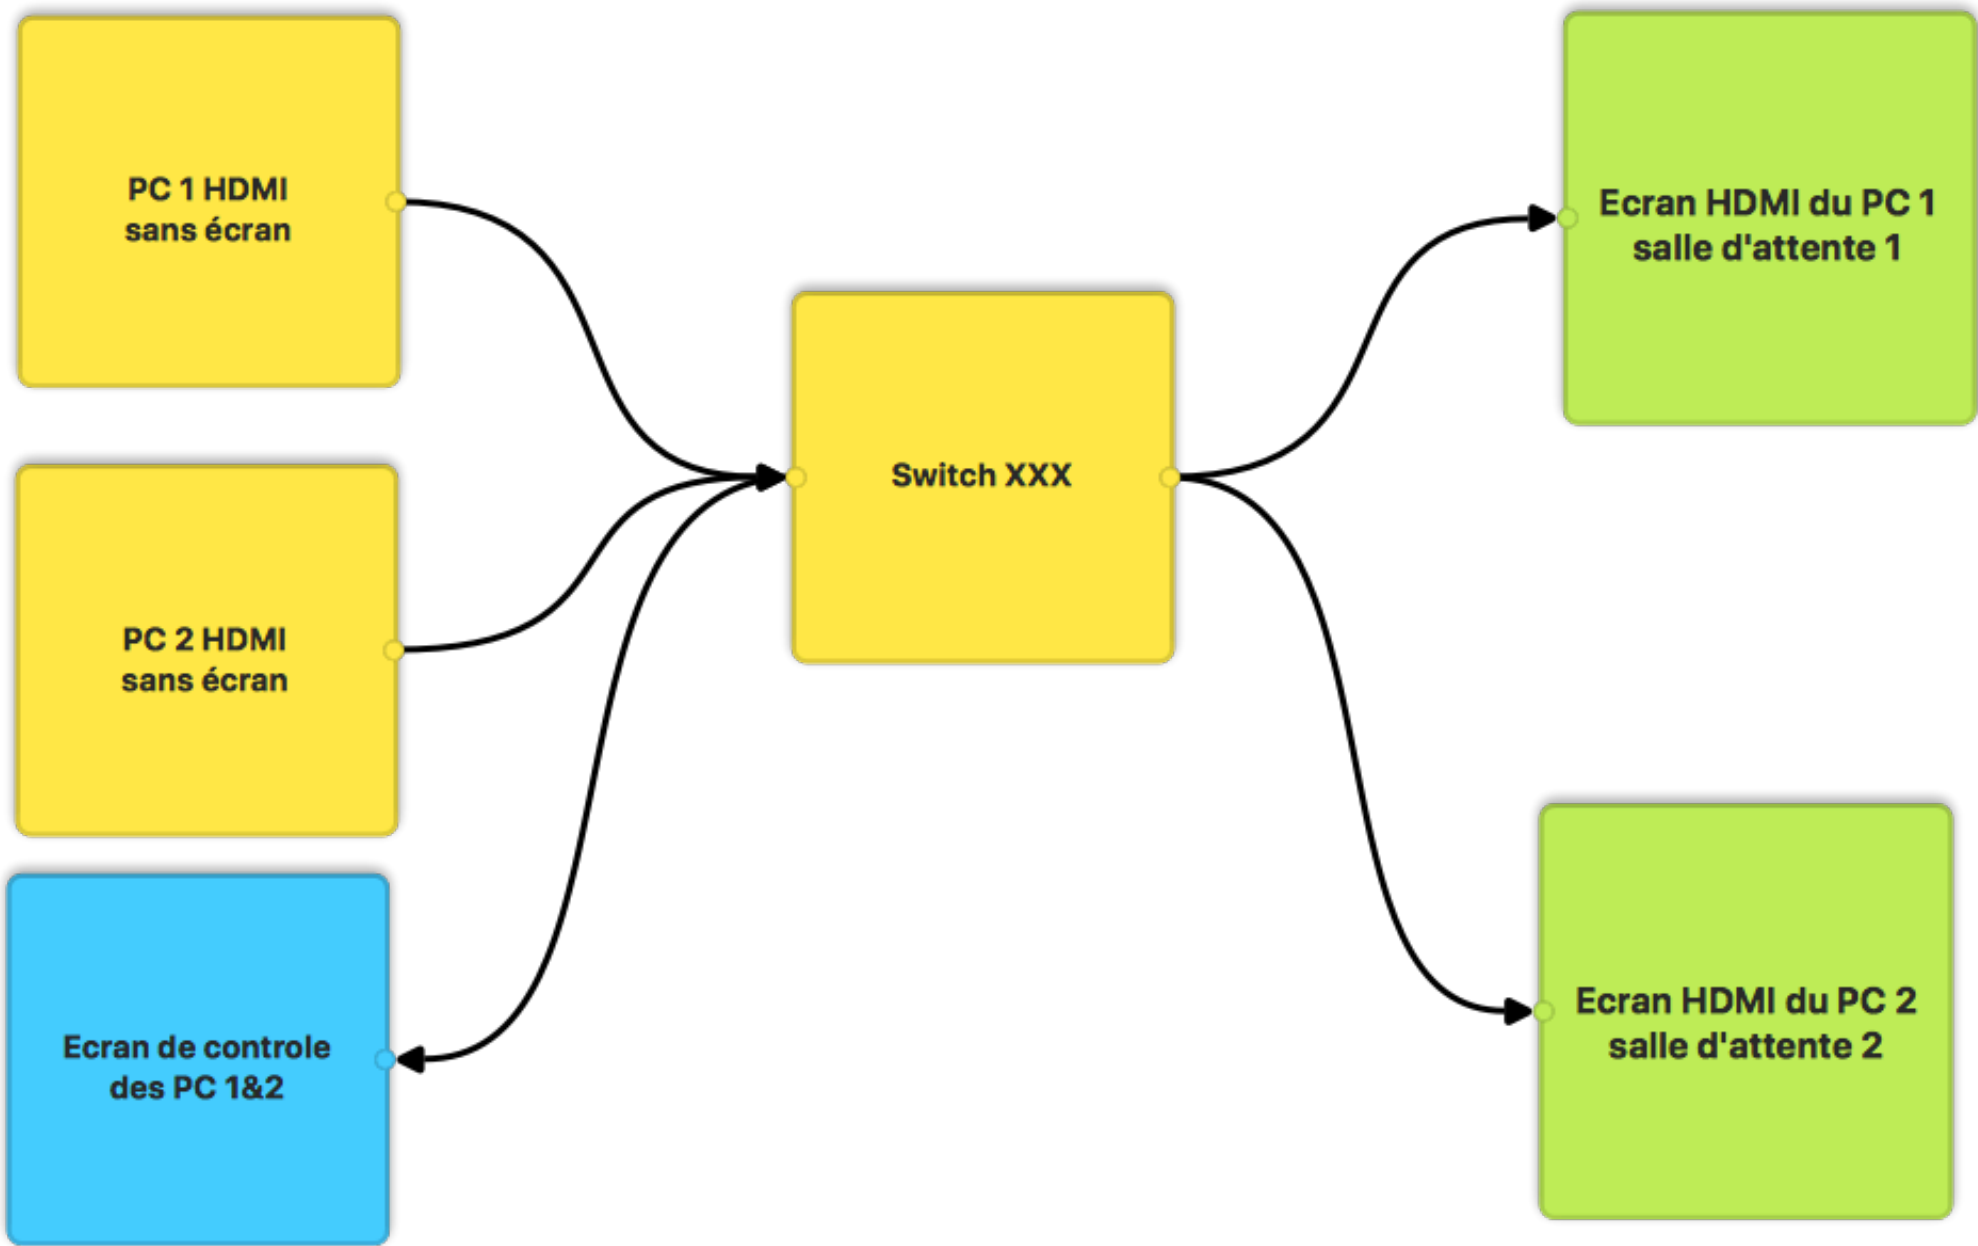 PC 1 HDMI
sans écran
PC 2 HDMI
sans écran
Ecran de controle
des PC 1&2
Switch XXX
Ecran HDMI du PC 1
salle d'attente 1
Ecran HDMI du PC 2
salle d'attente 2